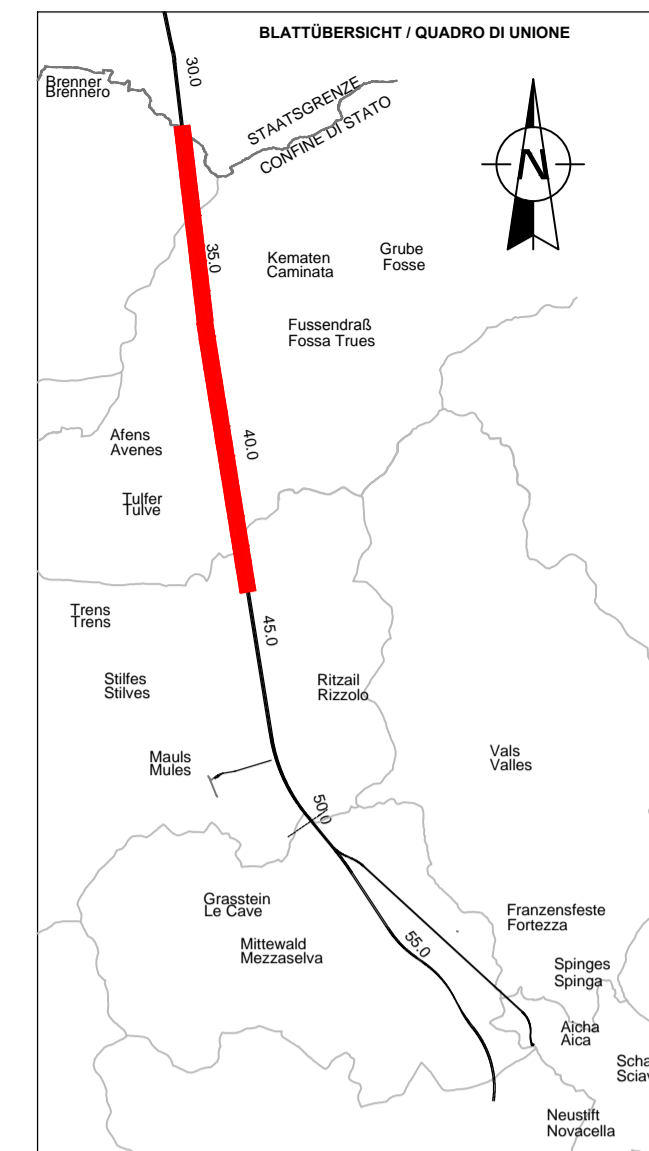 BLATTÜBERSICHT / QUADRO DI UNIONE
30.0
Brenner
Brennero
STAATSGRENZE
CONFINE DI STATO
N
35.0
Kematen
Caminata
Grube
Fosse
Fussendraß
Fossa Trues
Afens
Avenes
40.0
Tulfer
Tulve
Trens
Trens
45.0
Stilfes
Stilves
Ritzail
Rizzolo
Mauls
Mules
Vals
Valles
50.0
Grasstein
Le Cave
Franzensfeste
Fortezza
Mittewald
Mezzaselva
55.0
Spinges
Spinga
Aicha
Aica
Scha
Sciav
Neustift
Novacella